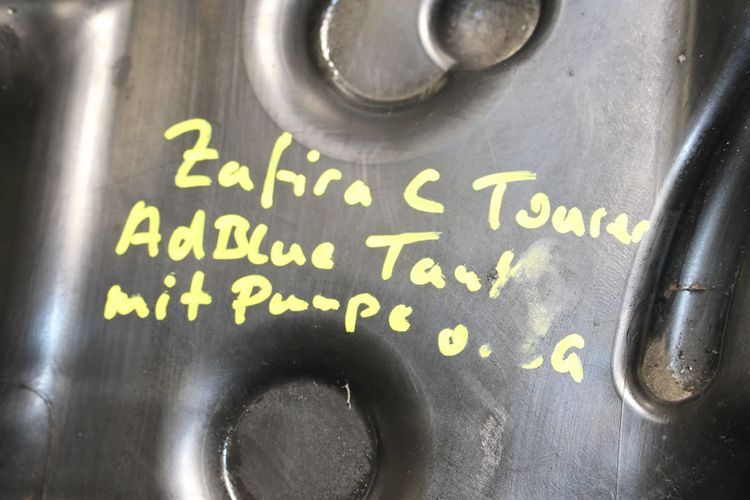 Zafira C Tourer
AdBlue Tank
mit Pumpe